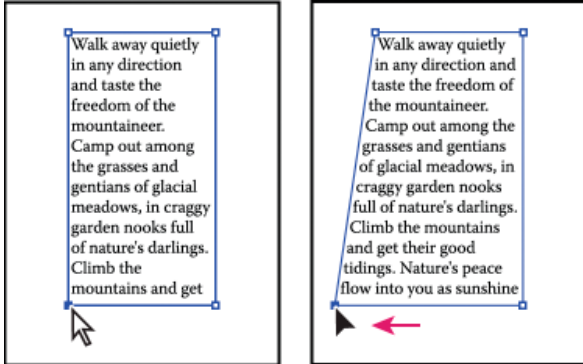 Walk away quietly
in any direction
and taste the
freedom of the
mountaineer.
Camp out among
the grasses and
gentians of glacial
meadows, in craggy
garden nooks full
of nature's darlings.
Climb the
mountains and get
Walk away quietly
in any direction and
taste the freedom of
the mountaineer.
Camp out among the
grasses and gentians
of glacial meadows, in
craggy garden nooks
full of nature's darlings.
Climb the mountains
and get their good
tidings. Nature's peace
flow into you as sunshine